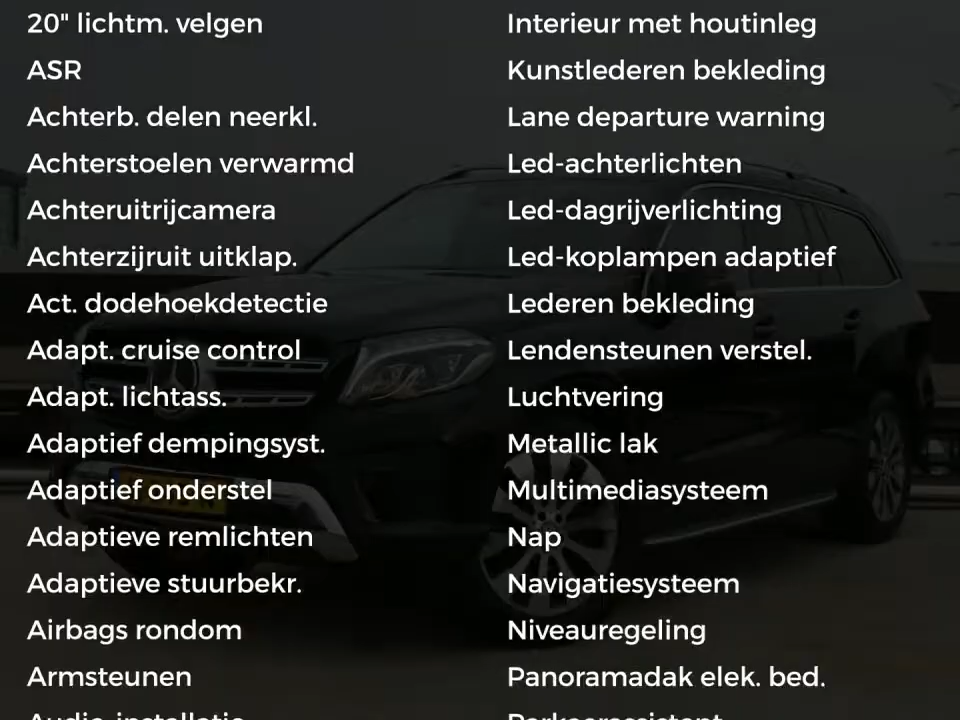 20" lichtm. velgen
ASR
Achterb. delen neerkl.
Achterstoelen verwarmd
Achteruitrijcamera
Achterzijruit uitklap.
Act. dodehoekdetectie
Adapt. cruise control
Adapt. lichtass.
Adaptief dempingsyst.
Adaptief onderstel
Adaptieve remlichten
Adaptieve stuurbekr.
Airbags rondom
Armsteunen
Interieur met houtinleg
Kunstlederen bekleding
Lane departure warning
Led-achterlichten
Led-dagrijverlichting
Led-koplampen adaptief
Lederen bekleding
Lendensteunen verstel.
Luchtvering
Metallic lak
Multimediasysteem
Nap
Navigatiesysteem
Niveauregeling
Panoramadak elek. bed.